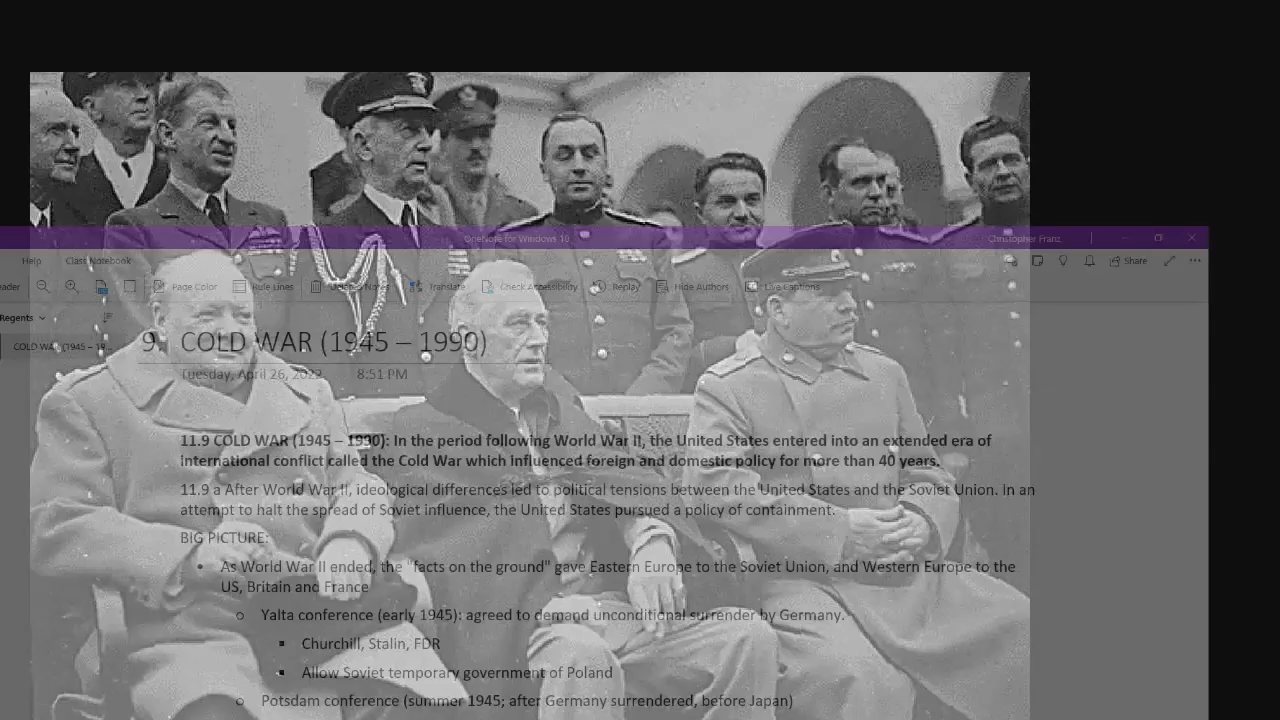 OneNote for Windows 10
Christopher Franz
Help
Class Notebook
Share
Page Color
Rule Lines
Translate
Check Accessibility
Replay
Hide Authors
Live Captions
Regents
COLD WAR (1945 – 19...
9. COLD WAR (1945 – 1990)
Tuesday, April 26, 2022 8:51 PM
11.9 COLD WAR (1945 – 1990): In the period following World War II, the United States entered into an extended era of
international conflict called the Cold War which influenced foreign and domestic policy for more than 40 years.
11.9 a After World War II, ideological differences led to political tensions between the United States and the Soviet Union. In an
attempt to halt the spread of Soviet influence, the United States pursued a policy of containment.
BIG PICTURE:
As World War II ended, the "facts on the ground" gave Eastern Europe to the Soviet Union, and Western Europe to the
US, Britain and France
Yalta conference (early 1945): agreed to demand unconditional surrender by Germany.
Churchill, Stalin, FDR
Allow Soviet temporary government of Poland
Potsdam conference (summer 1945; after Germany surrendered, before Japan)